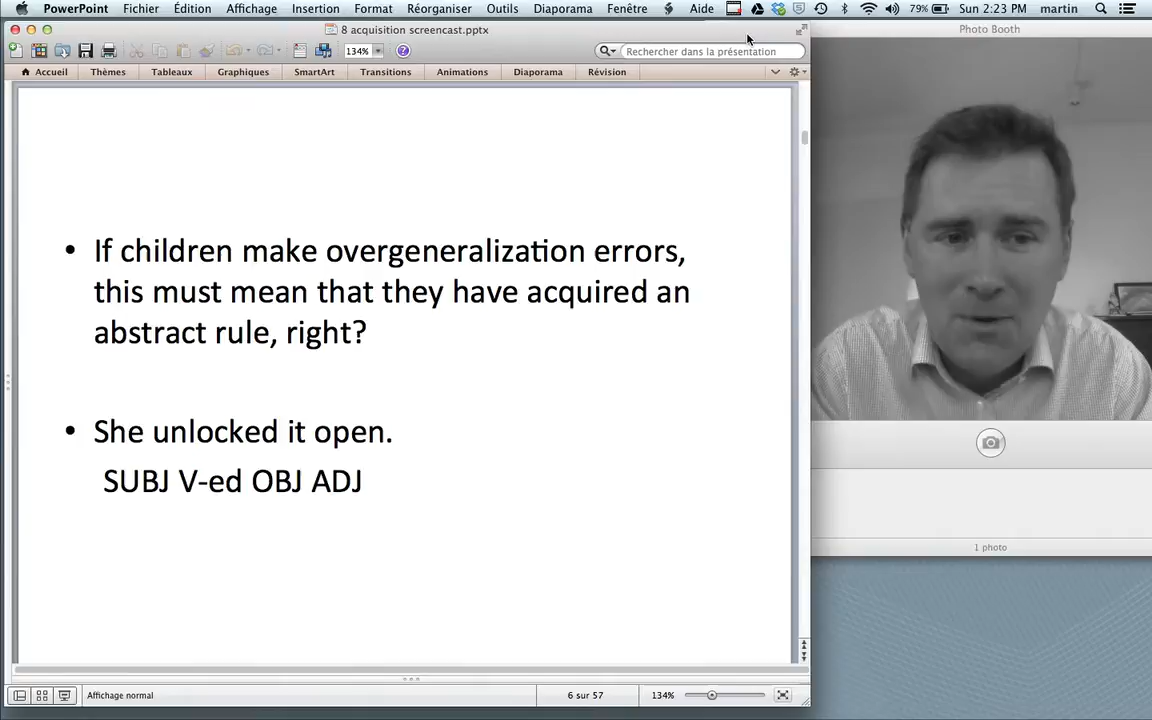 PowerPoint Fichier Édition Affichage Insertion Format Réorganiser Outils Diaporama Fenêtre Aide 79% Sun 2:23 PM martin
8 acquisition screencast.pptx
Photo Booth
134%
Rechercher dans la présentation
Accueil Thèmes Tableaux Graphiques SmartArt Transitions Animations Diaporama Révision
• If children make overgeneralization errors,
this must mean that they have acquired an
abstract rule, right?
• She unlocked it open.
SUBJ V-ed OBJ ADJ
1 photo
Affichage normal 6 sur 57 134%